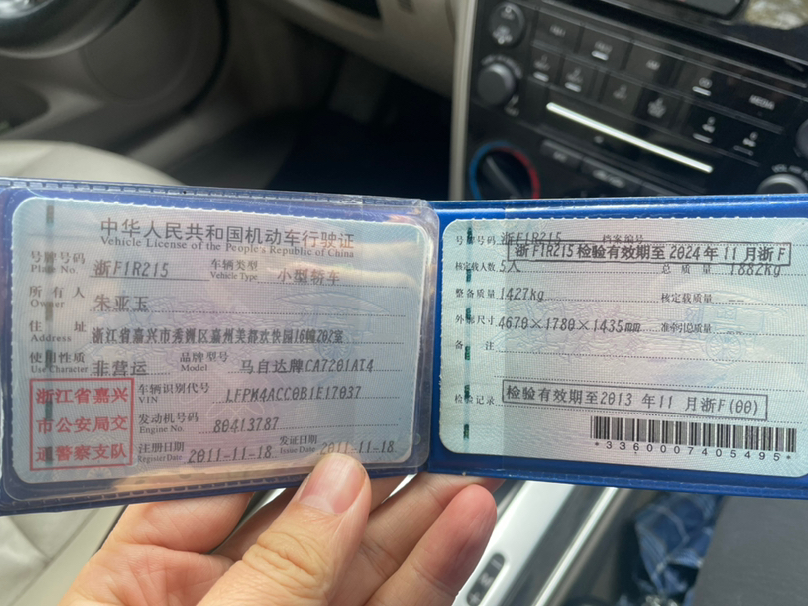 中华人民共和国机动车行驶证
Vehicle License of the People's Republic of China
号牌号码 浙F1R215 车辆类型 小型轿车
Plate No. Vehicle Type
所有人 朱亚玉
Owner
住址 浙江省嘉兴市秀洲区嘉州美都欢快园16幢202室
Address
使用性质 非营运 品牌型号 马自达牌CA7201AT4
Use Character Model
浙江省嘉兴
市公安局交
通警察支队
车辆识别代号 LFPM4ACC0B1E17037
VIN
发动机号码 80413787
Engine No.
注册日期 2011-11-18 发证日期 2011-11-18
Register Date Issue Date
号牌号码 浙F1R215 档案编号
浙F1R215检验有效期至2024年11月浙F
核定载人数 5人 总质量 1882kg
整备质量 1427kg 核定载质量 --
外廓尺寸 4670×1780×1435mm 准牵引总质量 --
备注
检验记录 检验有效期至2013年11月浙F(00)
*3360007405495*
MEDIA